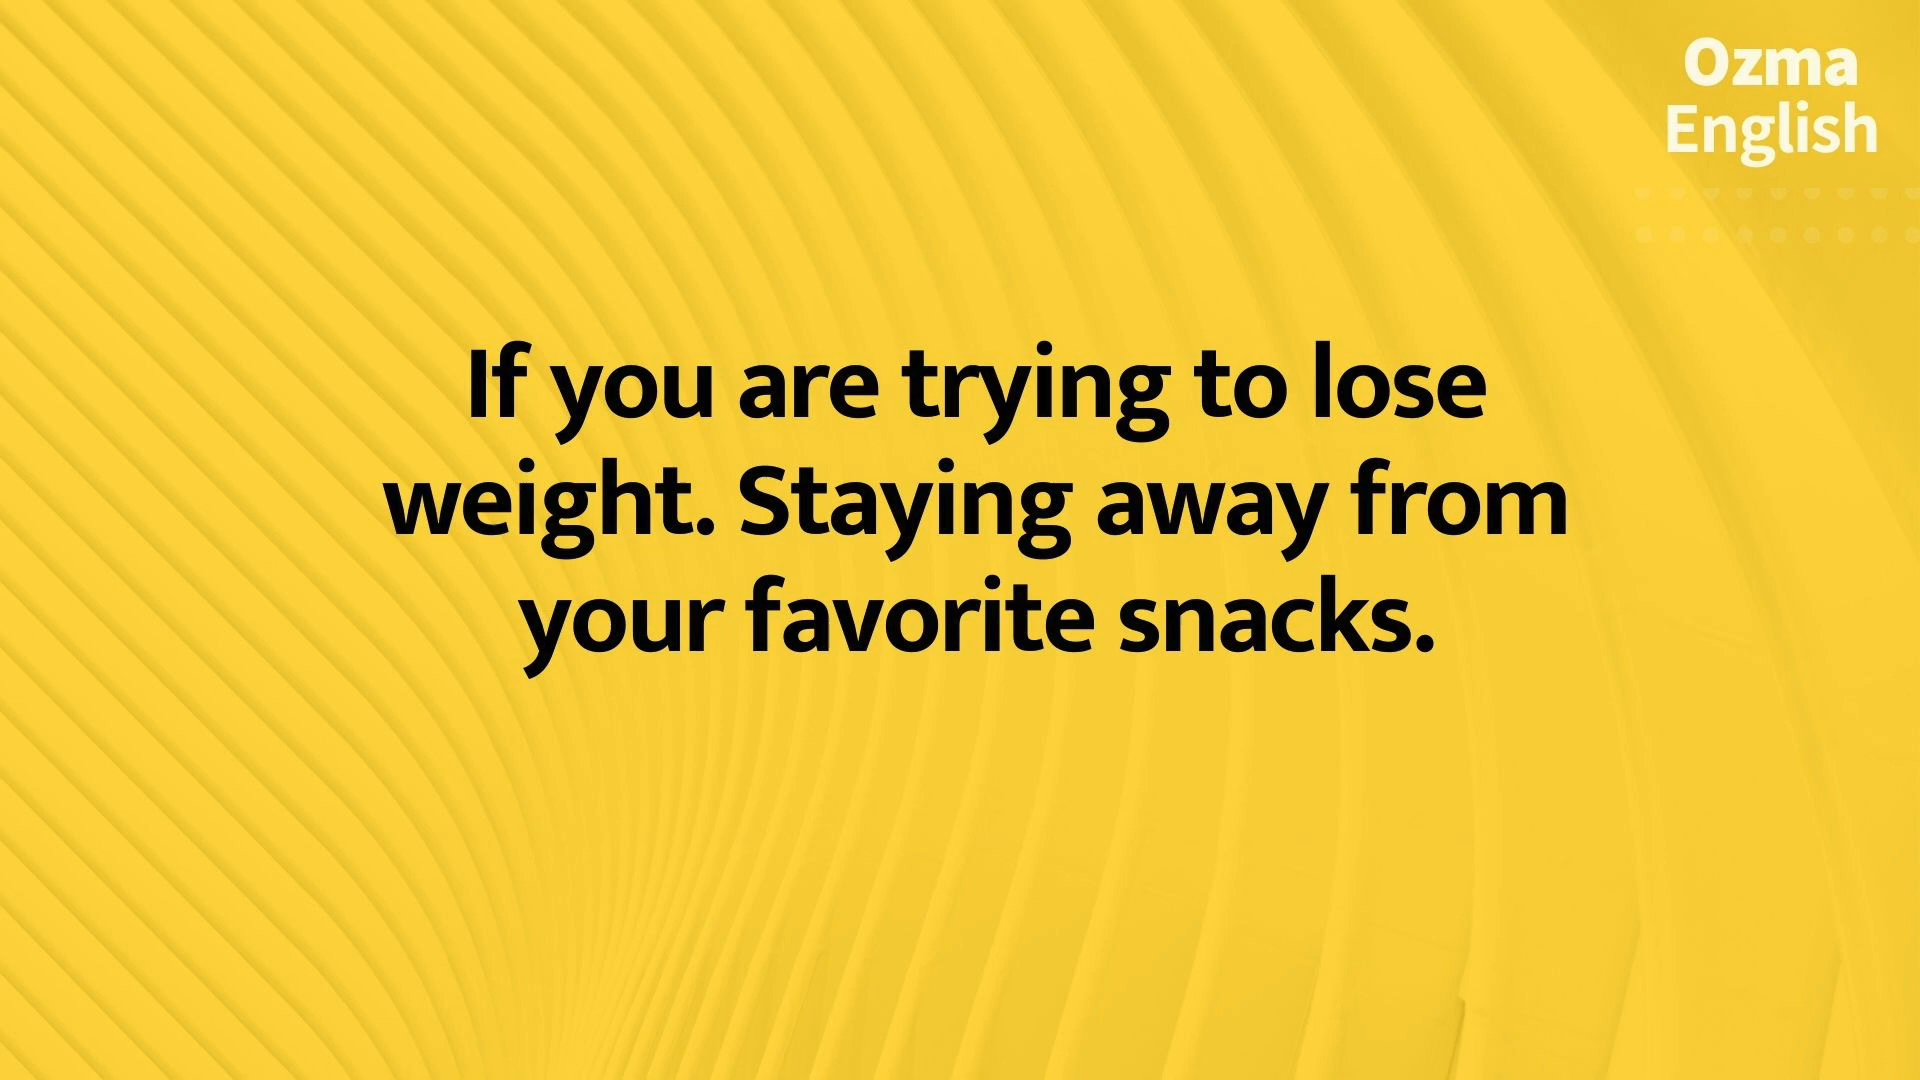 Ozma
English
If you are trying to lose
weight. Staying away from
your favorite snacks.